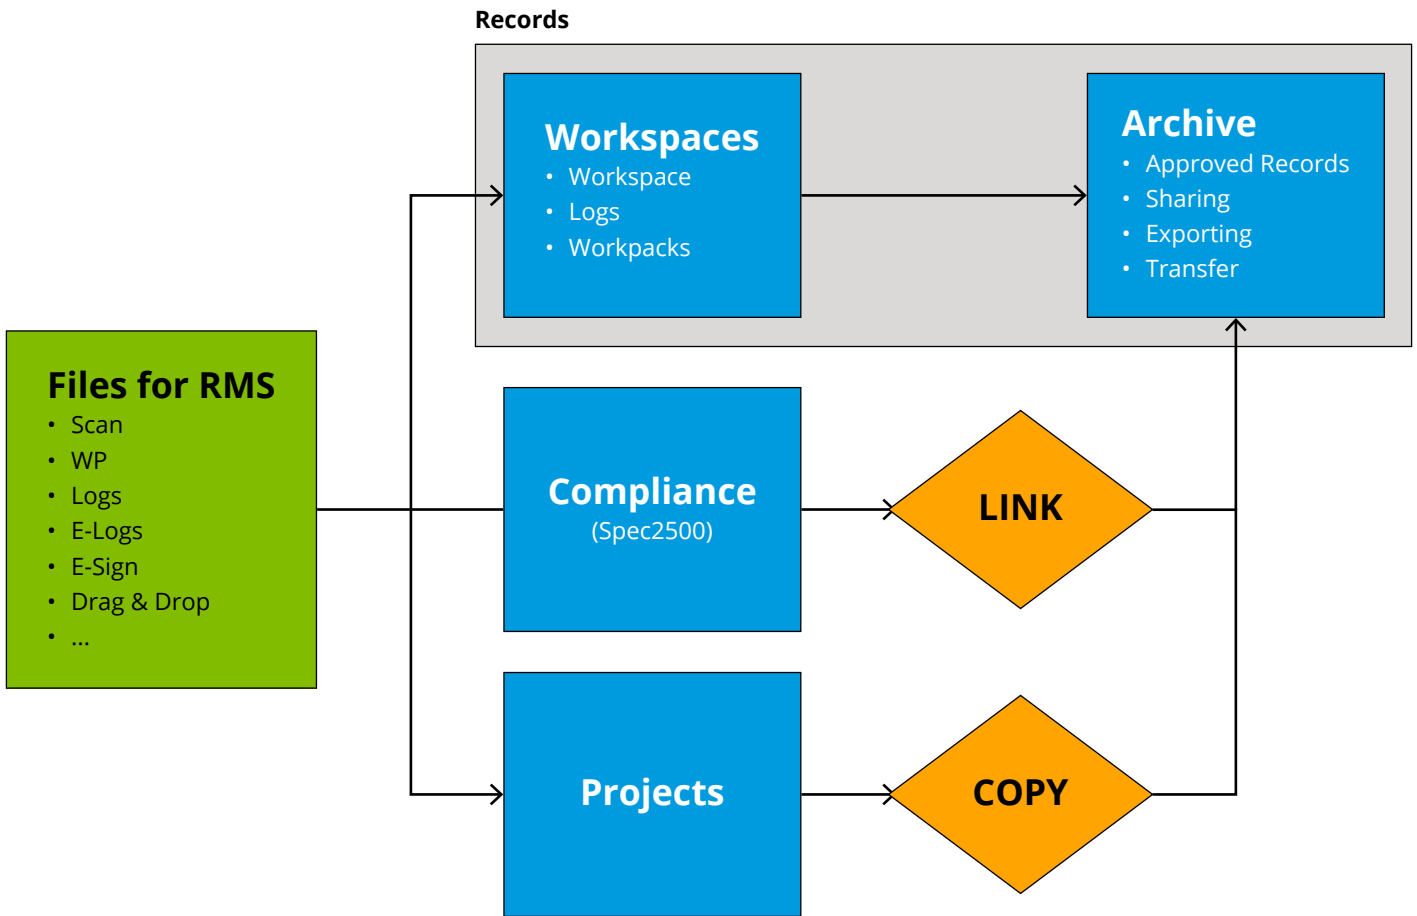 Records
Workspaces
• Workspace
• Logs
• Workpacks
Archive
• Approved Records
• Sharing
• Exporting
• Transfer
Files for RMS
• Scan
• WP
• Logs
• E-Logs
• E-Sign
• Drag & Drop
• ...
Compliance
(Spec2500)
LINK
Projects
COPY